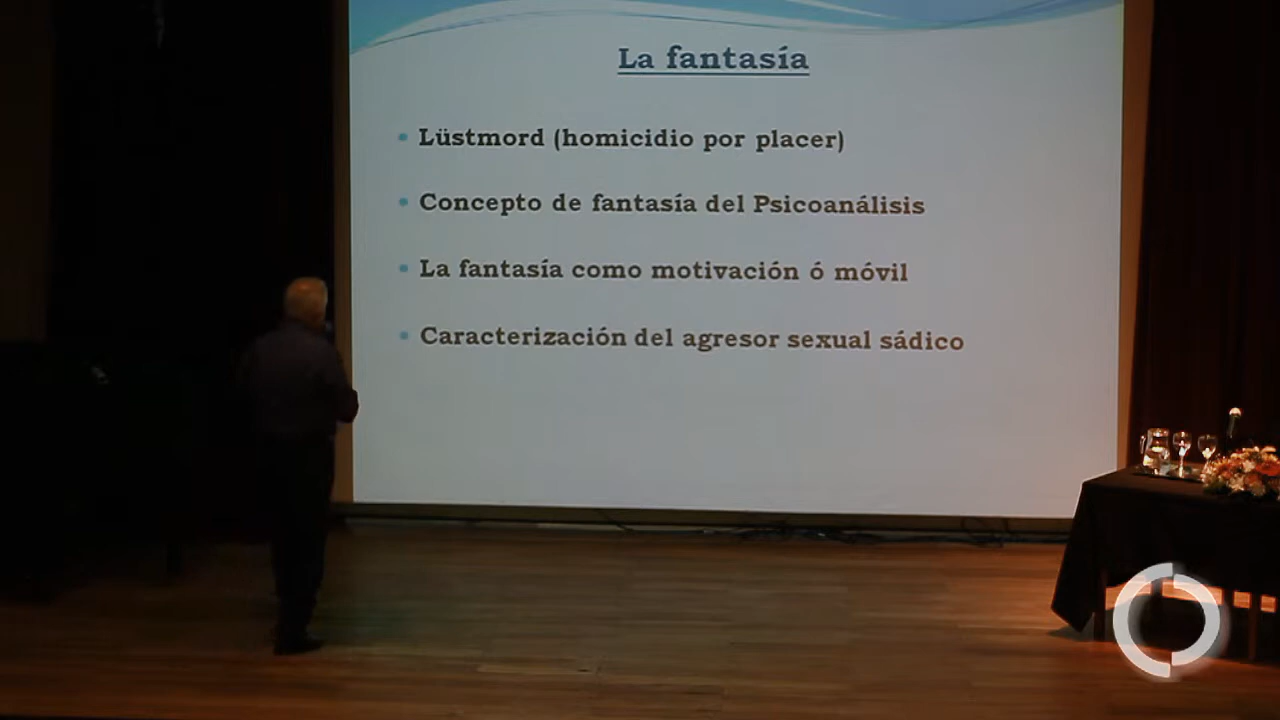 La fantasía
Lüstmord (homicidio por placer)
Concepto de fantasía del Psicoanálisis
La fantasía como motivación ó móvil
Caracterización del agresor sexual sádico